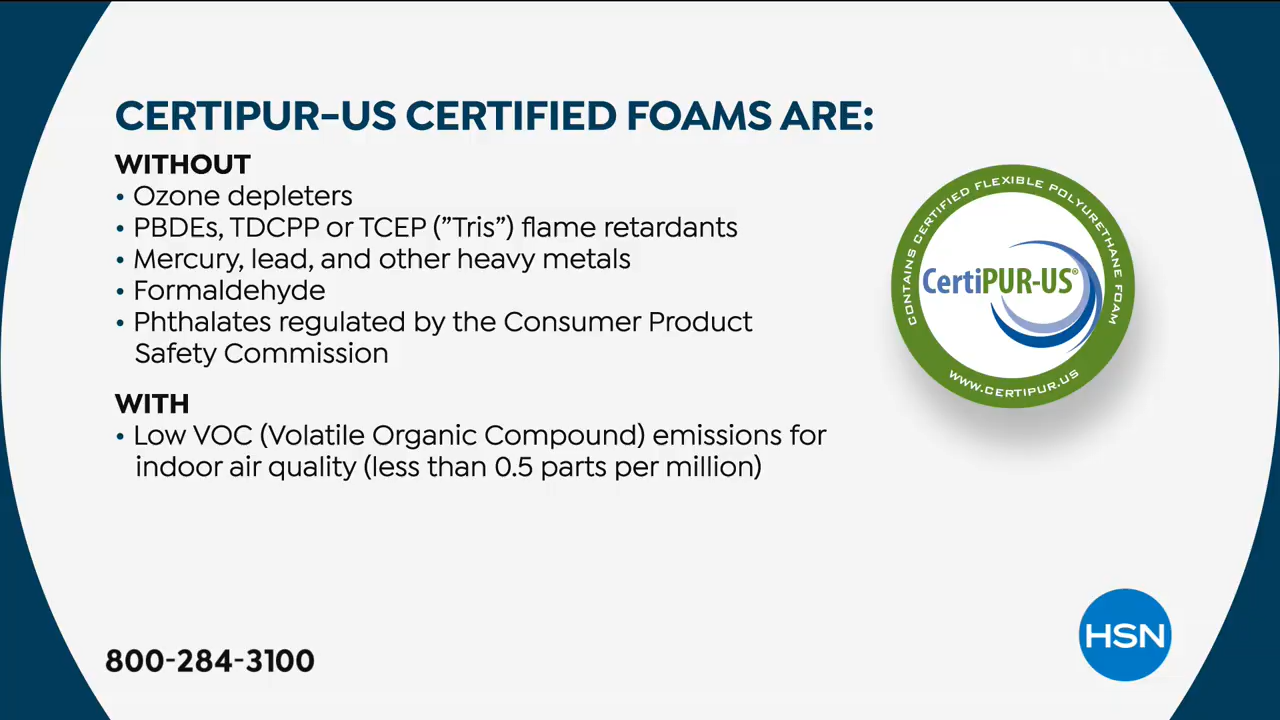 CERTIPUR-US CERTIFIED FOAMS ARE:
WITHOUT
• Ozone depleters
• PBDEs, TDCPP or TCEP (”Tris”) flame retardants
• Mercury, lead, and other heavy metals
• Formaldehyde
• Phthalates regulated by the Consumer Product
Safety Commission
WITH
• Low VOC (Volatile Organic Compound) emissions for
indoor air quality (less than 0.5 parts per million)
CONTAINS CERTIFIED FLEXIBLE POLYURETHANE FOAM
CertiPUR-US®
WWW.CERTIPUR.US
800-284-3100
HSN